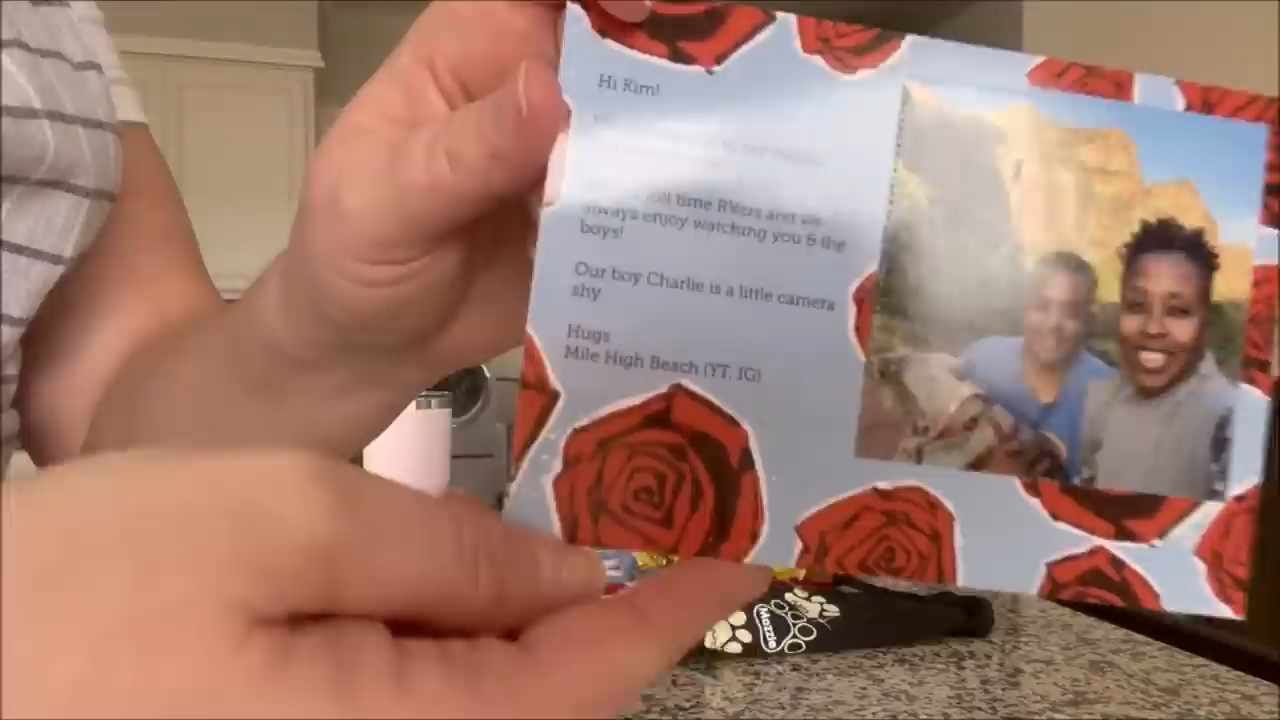 Hi Kim!
time RVers and we
always enjoy watching you & the
boys!
Our boy Charlie is a little camera
shy
Hugs
Mile High Beach (YT, IG)
Mozzie